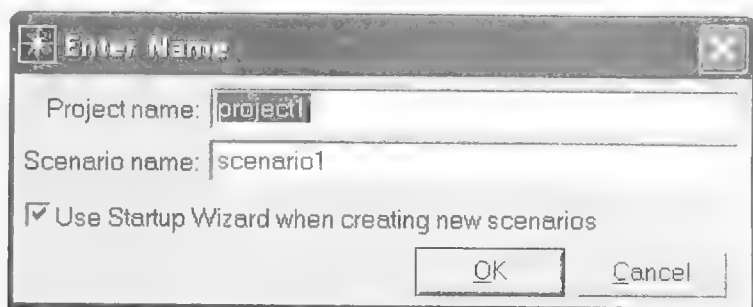 Enter Name
Project name: project1
Scenario name: scenario1
Use Startup Wizard when creating new scenarios
OK Cancel